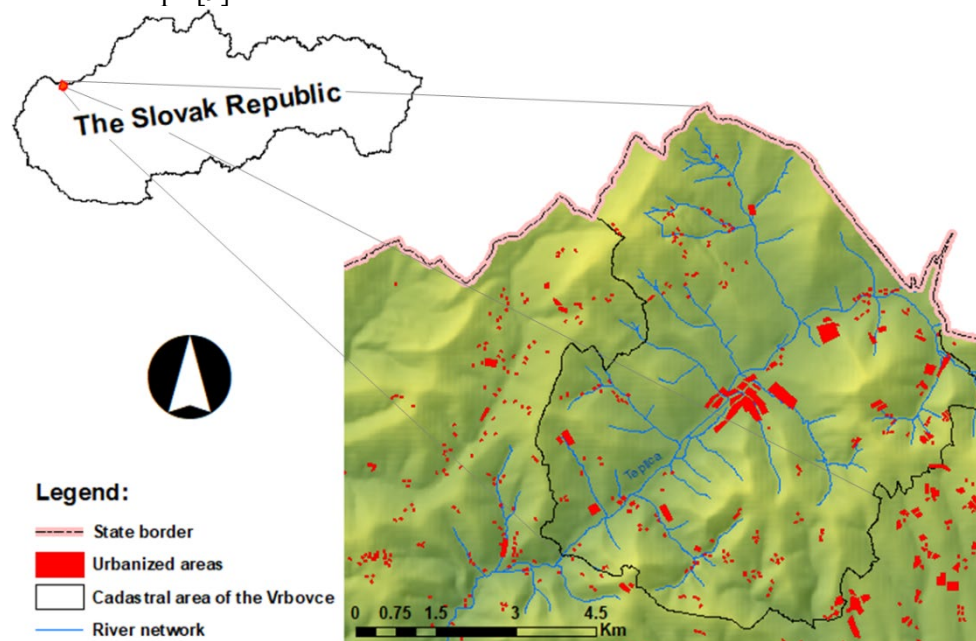 The Slovak Republic
Teplica
Legend:
State border
Urbanized areas
Cadastral area of the Vrbovce
River network
0 0.75 1.5 3 4.5
Km